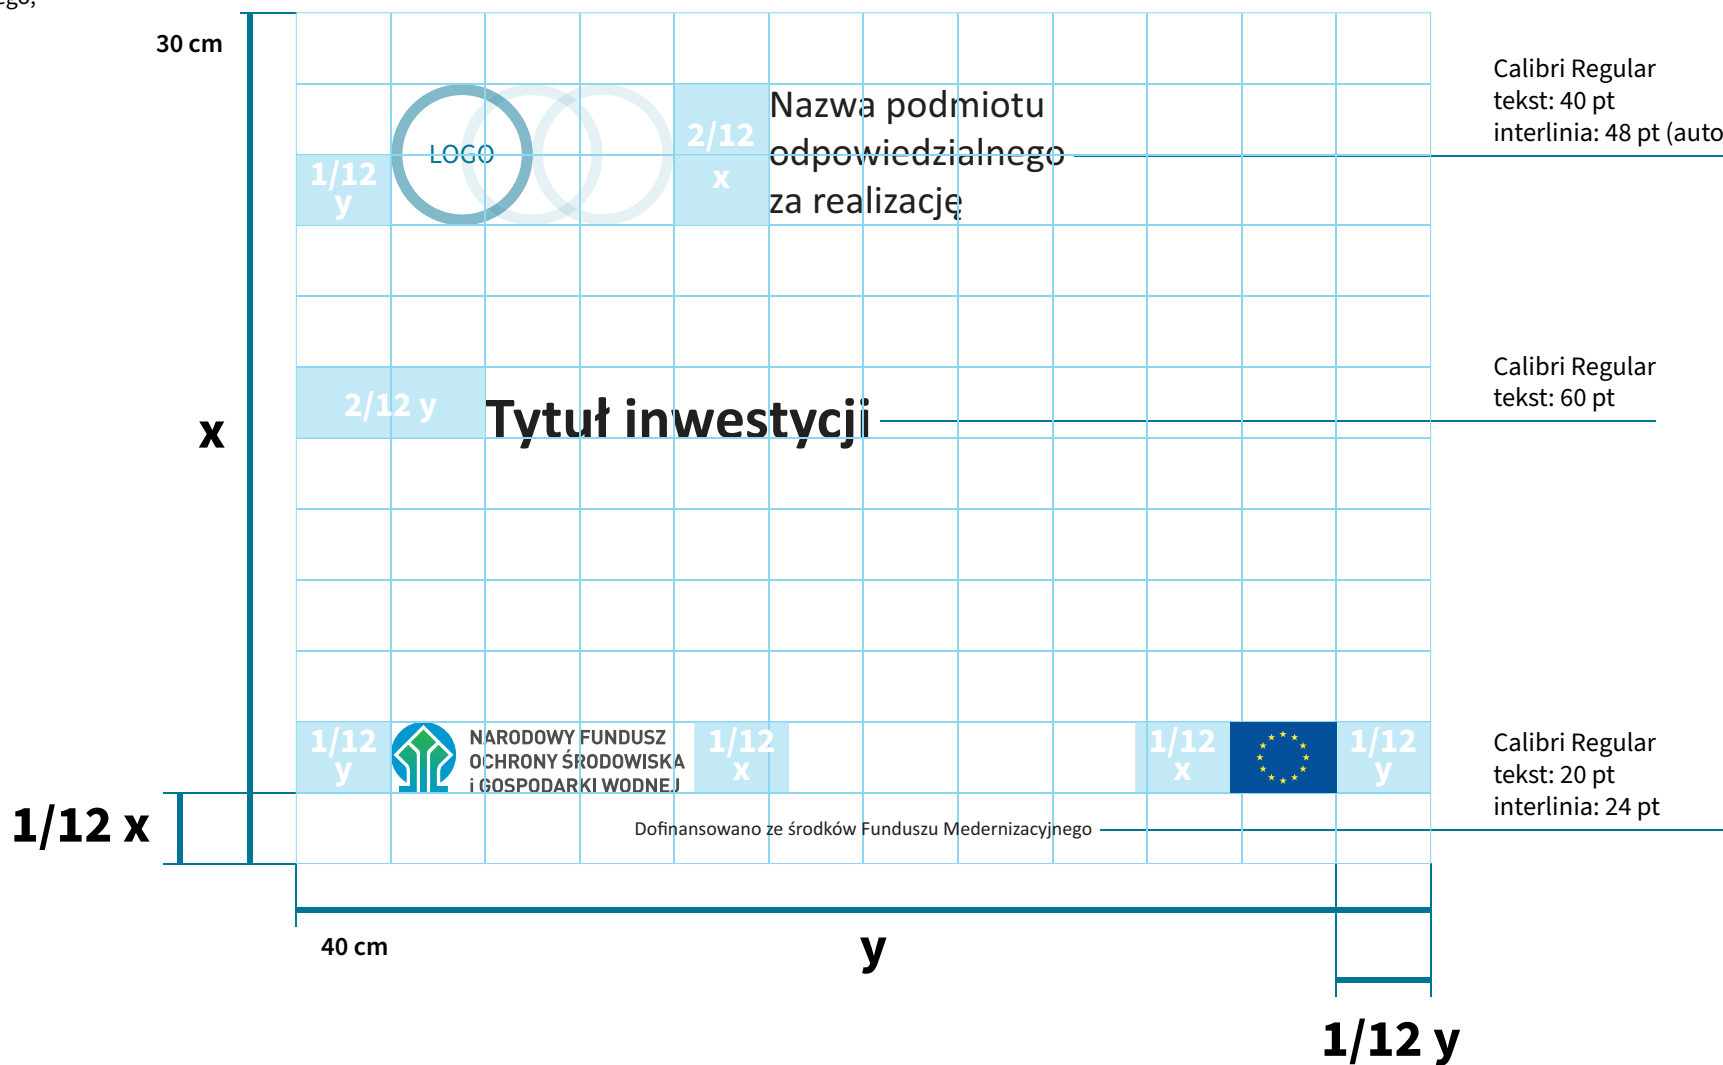 ego,
30 cm
Calibri Regular
tekst: 40 pt
interlinia: 48 pt (auto
LOGO
2/12
x
1/12
y
Nazwa podmiotu
odpowiedzialnego
za realizację
Calibri Regular
tekst: 60 pt
2/12 y
Tytuł inwestycji
x
1/12
y
NARODOWY FUNDUSZ
OCHRONY ŚRODOWISKA
i GOSPODARKI WODNEJ
1/12
x
1/12
x
1/12
y
Calibri Regular
tekst: 20 pt
interlinia: 24 pt
1/12 x
Dofinansowano ze środków Funduszu Medernizacyjnego
40 cm
y
1/12 y